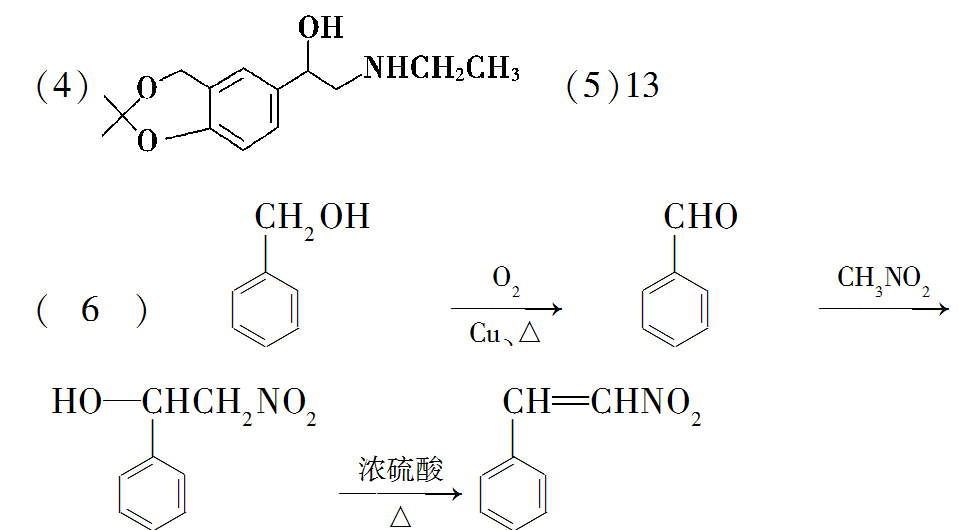 (4) OH O O NHCH₂CH₃ (5)13
CH₂OH CHO
(6) O₂ Cu、△ CH₃NO₂
HO—CHCH₂NO₂ CH=CHNO₂
浓硫酸
△